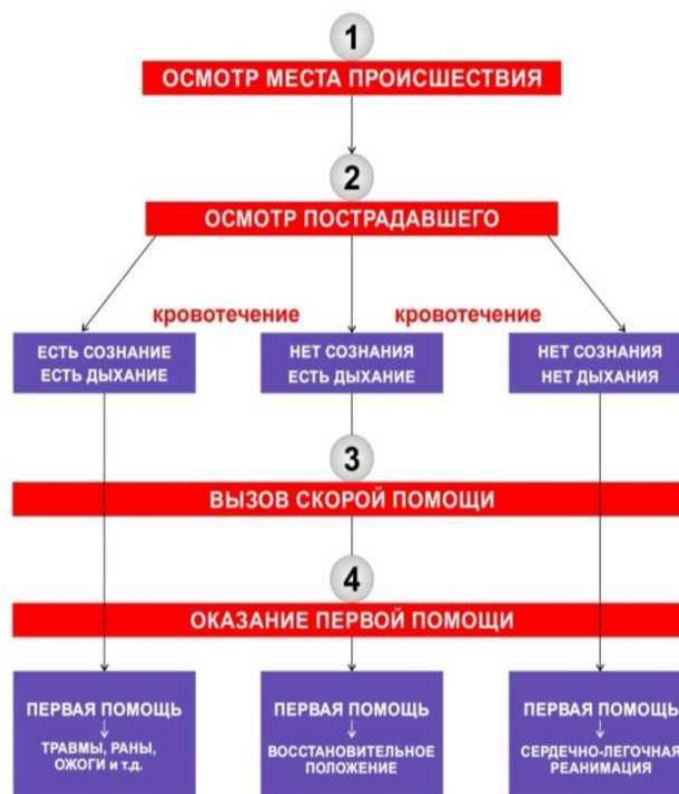 1
ОСМОТР МЕСТА ПРОИСШЕСТВИЯ
2
ОСМОТР ПОСТРАДАВШЕГО
кровотечение
кровотечение
ЕСТЬ СОЗНАНИЕ
ЕСТЬ ДЫХАНИЕ
НЕТ СОЗНАНИЯ
ЕСТЬ ДЫХАНИЕ
НЕТ СОЗНАНИЯ
НЕТ ДЫХАНИЯ
3
ВЫЗОВ СКОРОЙ ПОМОЩИ
4
ОКАЗАНИЕ ПЕРВОЙ ПОМОЩИ
ПЕРВАЯ ПОМОЩЬ
ТРАВМЫ, РАНЫ,
ОЖОГИ и т.д.
ПЕРВАЯ ПОМОЩЬ
ВОССТАНОВИТЕЛЬНОЕ
ПОЛОЖЕНИЕ
ПЕРВАЯ ПОМОЩЬ
СЕРДЕЧНО-ЛЕГОЧНАЯ
РЕАНИМАЦИЯ